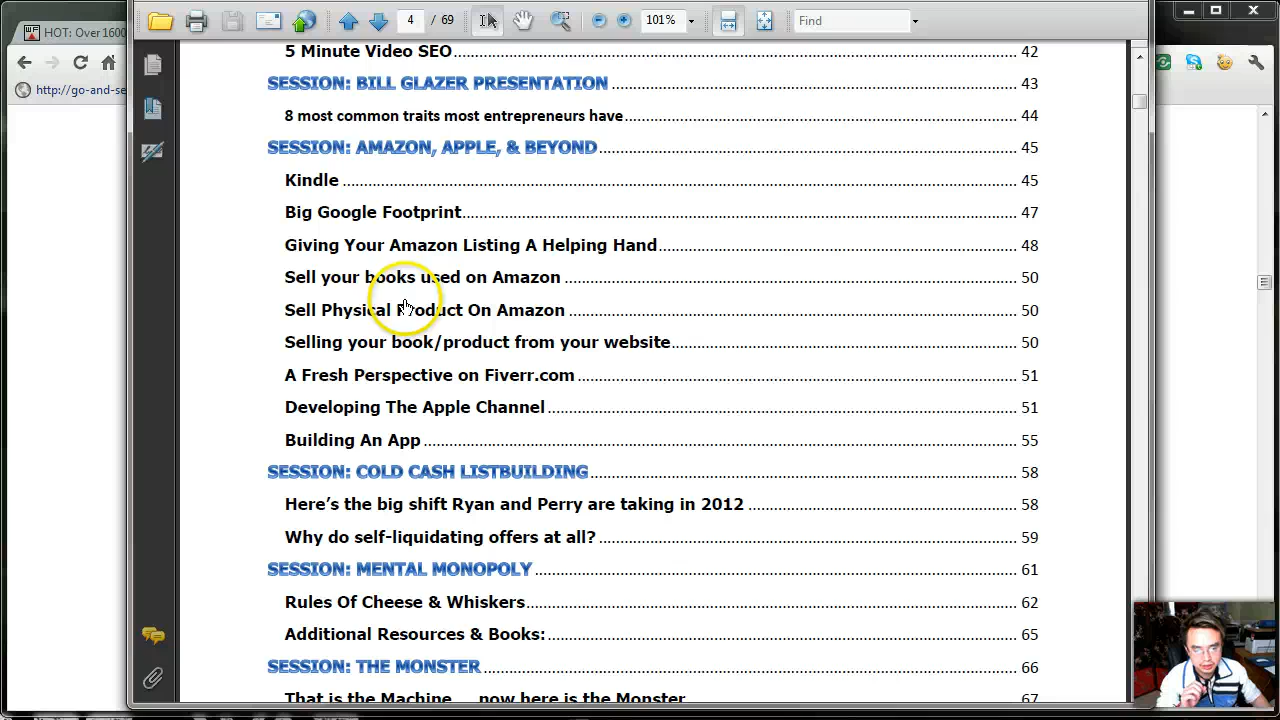 HOT: Over 1600
http://go-and-se
4 / 69
101%
Find
5 Minute Video SEO 42
SESSION: BILL GLAZER PRESENTATION 43
8 most common traits most entrepreneurs have 44
SESSION: AMAZON, APPLE, & BEYOND 45
Kindle 45
Big Google Footprint 47
Giving Your Amazon Listing A Helping Hand 48
Sell your books used on Amazon 50
Sell Physical Product On Amazon 50
Selling your book/product from your website 50
A Fresh Perspective on Fiverr.com 51
Developing The Apple Channel 51
Building An App 55
SESSION: COLD CASH LISTBUILDING 58
Here's the big shift Ryan and Perry are taking in 2012 58
Why do self-liquidating offers at all? 59
SESSION: MENTAL MONOPOLY 61
Rules Of Cheese & Whiskers 62
Additional Resources & Books: 65
SESSION: THE MONSTER 66
That is the Machine ... now here is the Monster 67